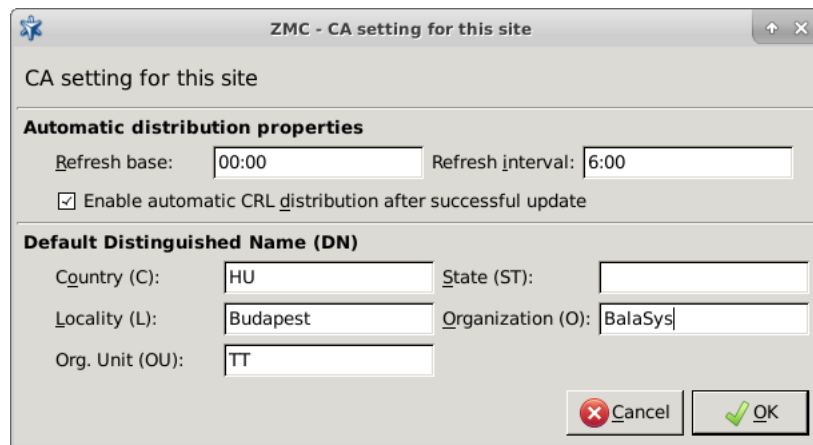 ZMC - CA setting for this site
CA setting for this site
Automatic distribution properties
Refresh base: 00:00 Refresh interval: 6:00
Enable automatic CRL distribution after successful update
Default Distinguished Name (DN)
Country (C): HU State (ST):
Locality (L): Budapest Organization (O): BalaSys
Org. Unit (OU): TT
Cancel OK